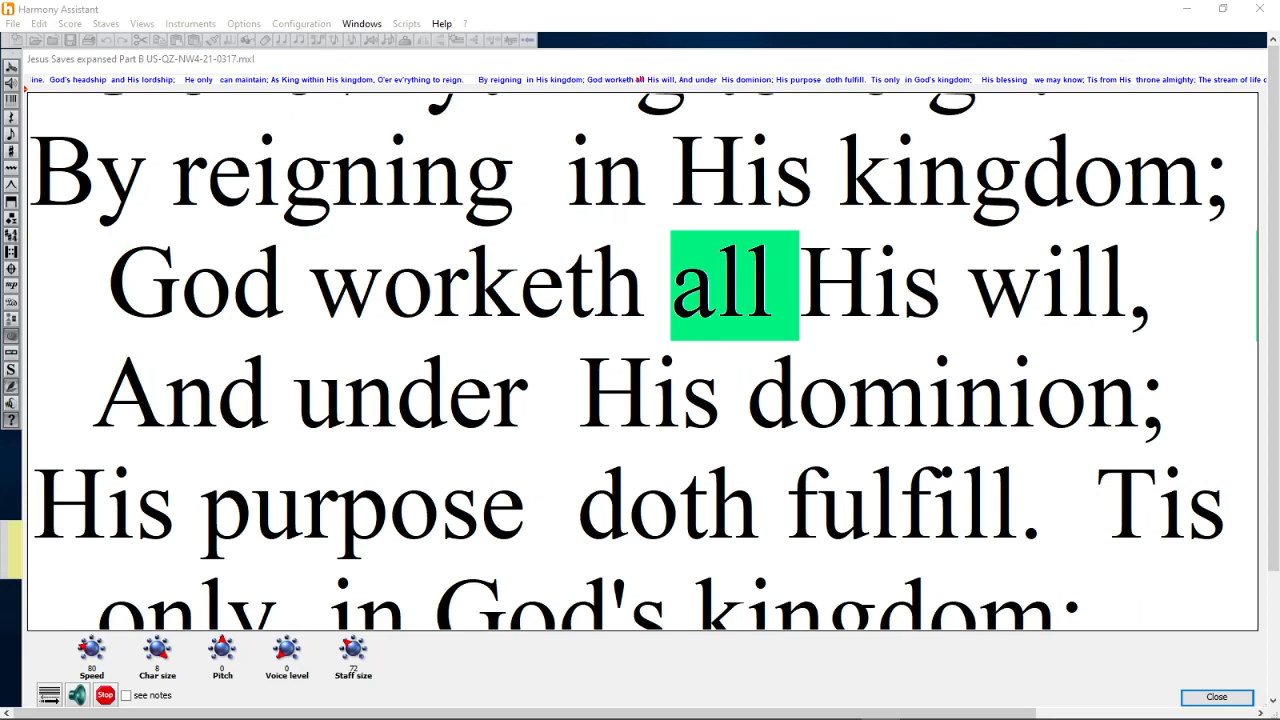 Harmony Assistant
File Edit Score Staves Views Instruments Options Configuration Windows Scripts Help ?
Jesus Saves expansed Part B US-QZ-NW4-21-0317.mxl
ine. God's headship and His lordship; He only can maintain; As King within His kingdom, O'er ev'rything to reign. By reigning in His kingdom; God worketh all His will, And under His dominion; His purpose doth fulfill. Tis only in God's kingdom; His blessing we may know; Tis from His throne almighty; The stream of life
By reigning in His kingdom;
God worketh all His will,
And under His dominion;
His purpose doth fulfill. Tis
only in God's kingdom;
80 8 0 0 72
Speed Char size Pitch Voice level Staff size
Stop see notes Close